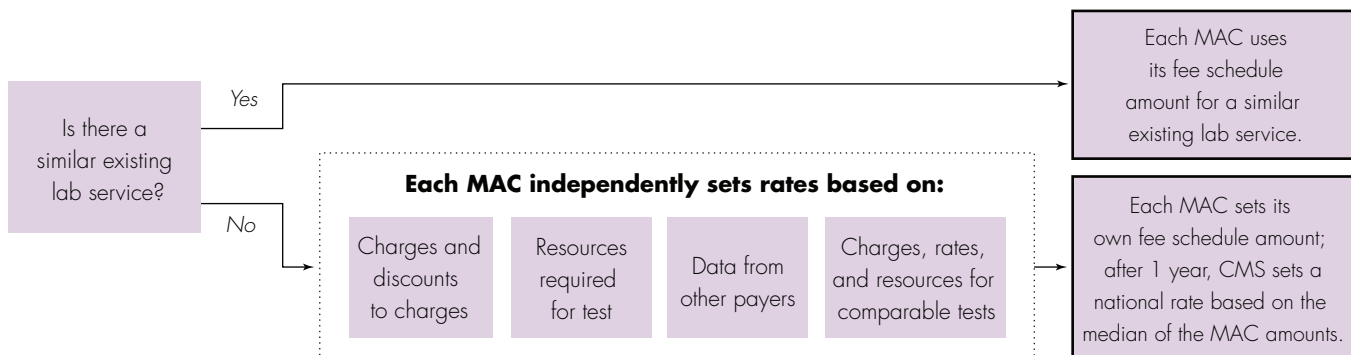 Is there a
similar existing
lab service?
Yes
No
Each MAC uses
its fee schedule
amount for a similar
existing lab service.
Each MAC independently sets rates based on:
Charges and
discounts
to charges
Resources
required
for test
Data from
other payers
Charges, rates,
and resources for
comparable tests
Each MAC sets its
own fee schedule amount;
after 1 year, CMS sets a
national rate based on the
median of the MAC amounts.